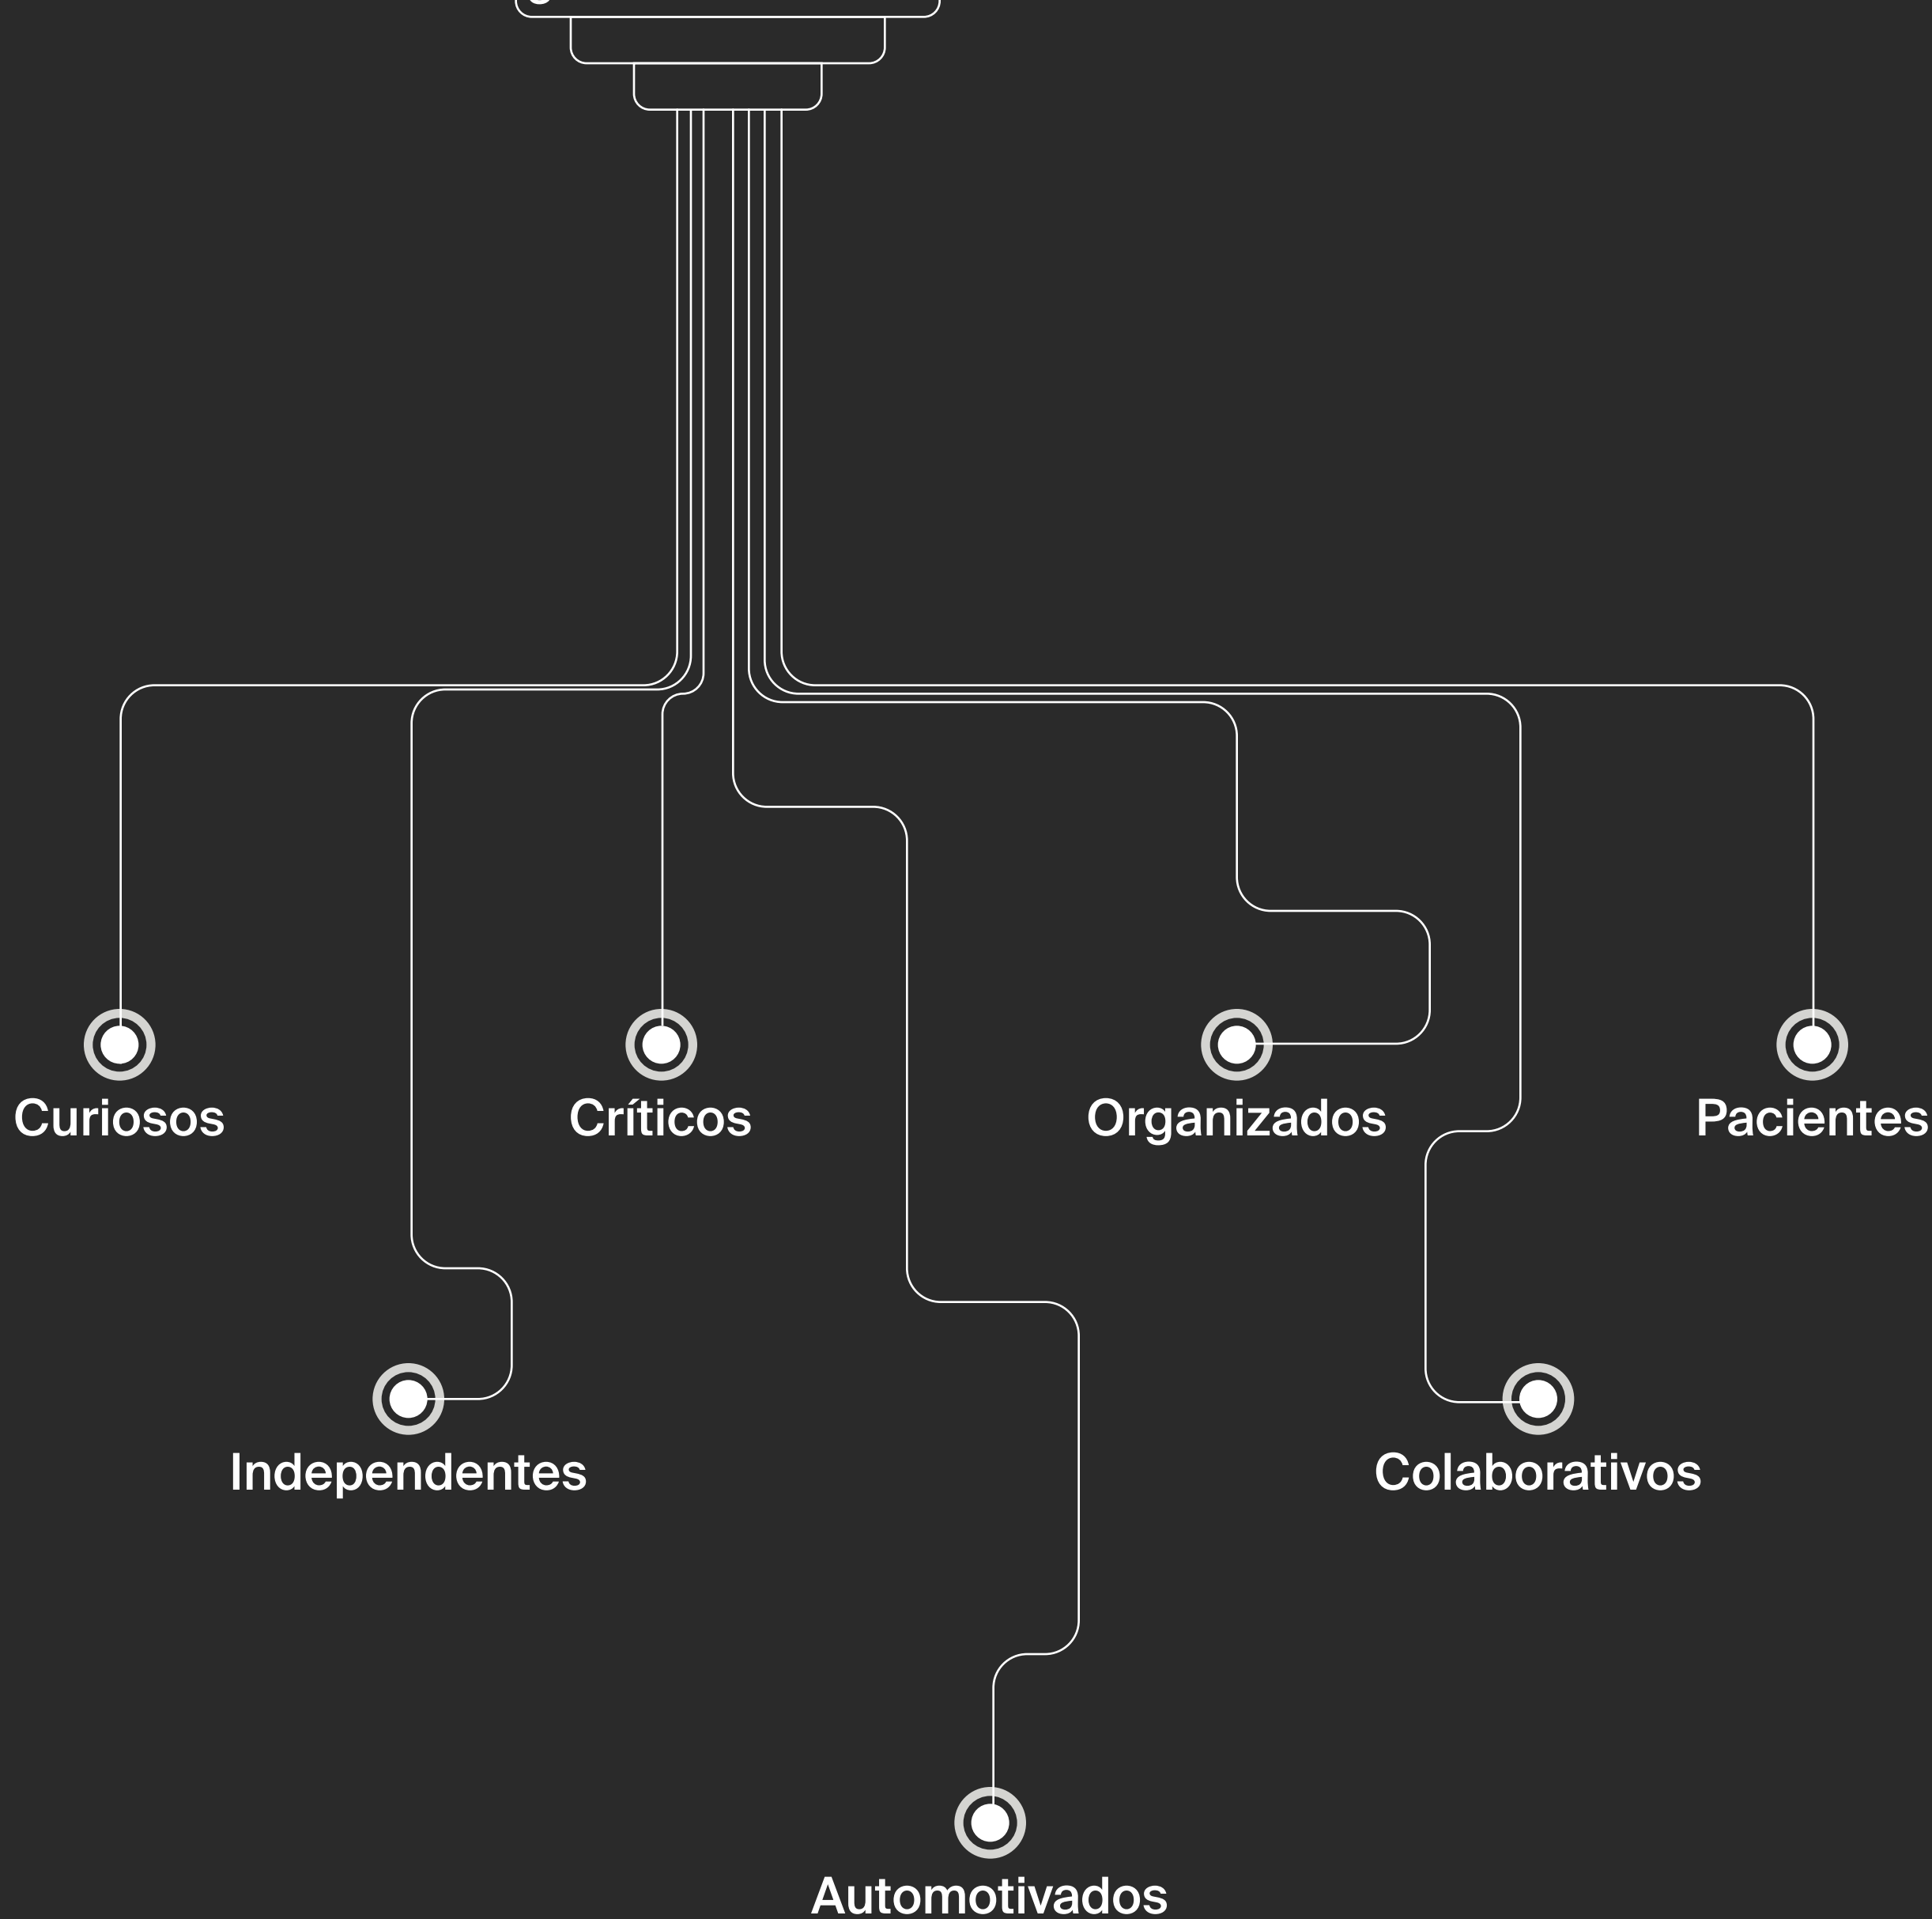 Curiosos
Críticos
Organizados
Pacientes
Independentes
Colaborativos
Automotivados